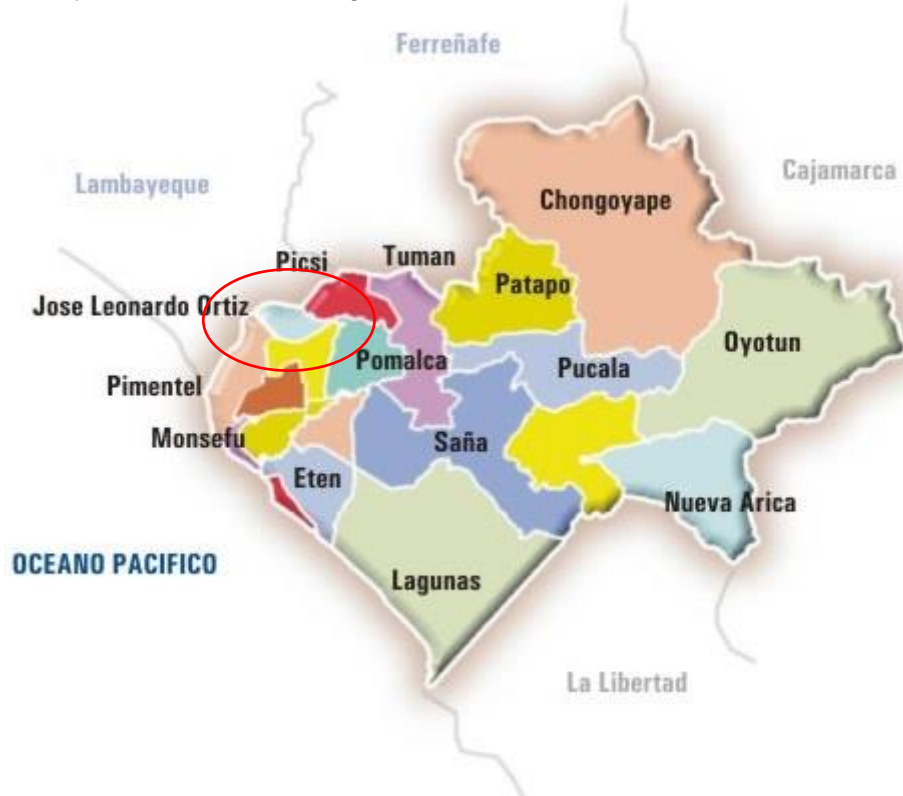 Ferreñafe
Cajamarca
Lambayeque
Chongoyape
Picsi
Tuman
Patapo
Jose Leonardo Ortiz
Oyotun
Pomalca
Pucala
Pimentel
Monsefu
Saña
Eten
Nueva Arica
OCEANO PACIFICO
Lagunas
La Libertad